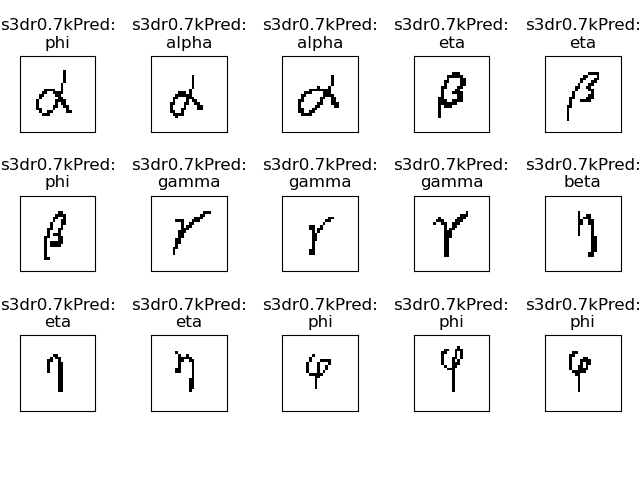 s3dr0.7kPred: s3dr0.7kPred: s3dr0.7kPred: s3dr0.7kPred: s3dr0.7kPred:
phi alpha alpha eta eta
α α α β β
s3dr0.7kPred: s3dr0.7kPred: s3dr0.7kPred: s3dr0.7kPred: s3dr0.7kPred:
phi gamma gamma gamma beta
β γ γ γ η
s3dr0.7kPred: s3dr0.7kPred: s3dr0.7kPred: s3dr0.7kPred: s3dr0.7kPred:
eta eta phi phi phi
η η φ φ φ